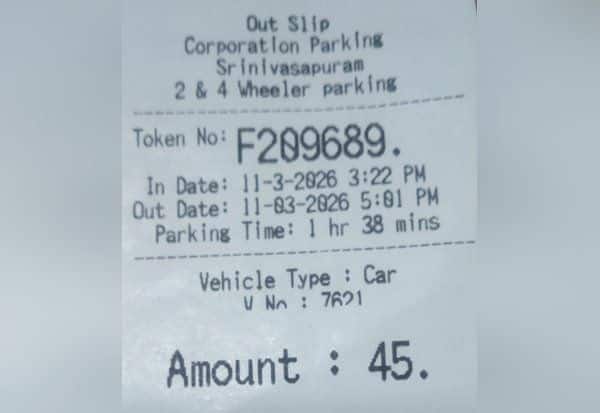 Out Slip
Corporation Parking
Srinivasapuram
2 & 4 Wheeler parking
Token No: F209689.
In Date: 11-3-2026 3:22 PM
Out Date: 11-03-2026 5:01 PM
Parking Time: 1 hr 38 mins
Vehicle Type : Car
V No : 7621
Amount : 45.